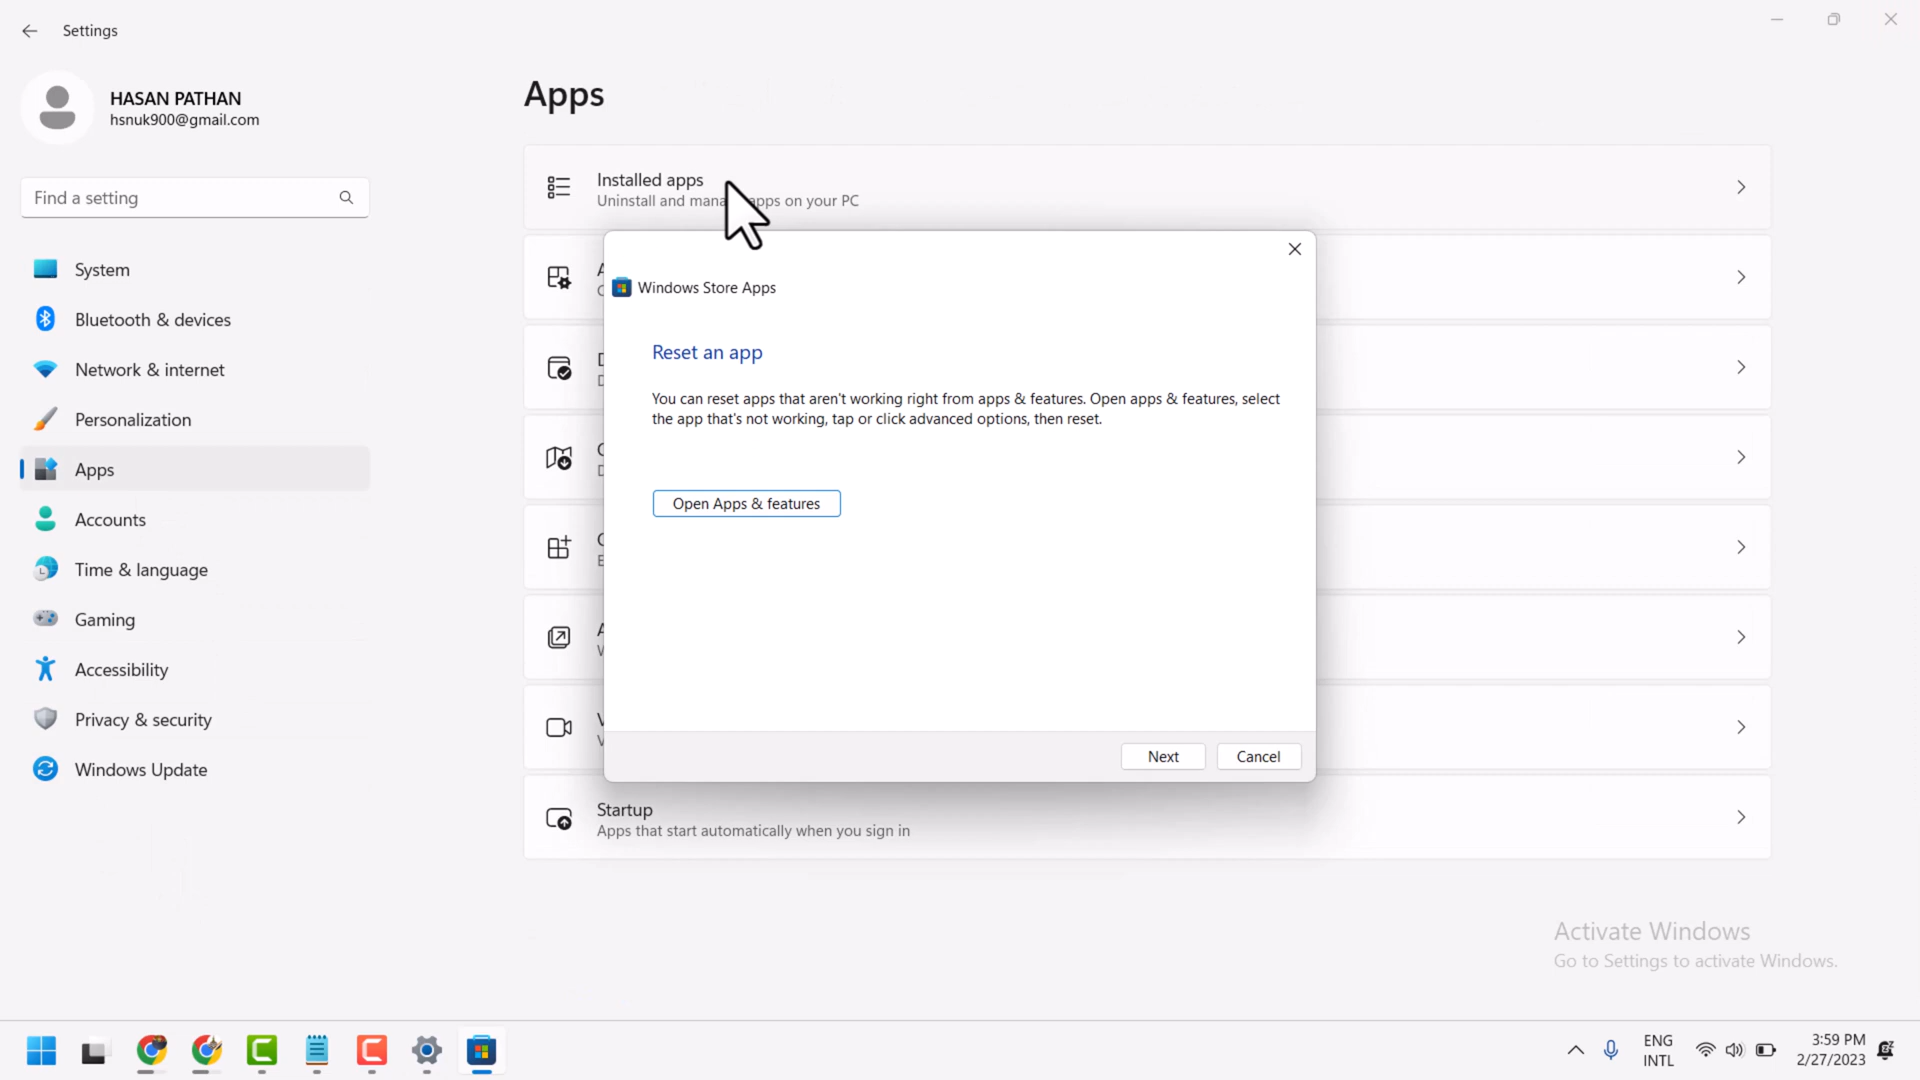 Settings
HASAN PATHAN
hsnuk900@gmail.com
Find a setting
System
Bluetooth & devices
Network & internet
Personalization
Apps
Accounts
Time & language
Gaming
Accessibility
Privacy & security
Windows Update
Apps
Installed apps
Uninstall and mana apps on your PC
Windows Store Apps
Reset an app
You can reset apps that aren't working right from apps & features. Open apps & features, select
the app that's not working, tap or click advanced options, then reset.
Open Apps & features
Next Cancel
Startup
Apps that start automatically when you sign in
Activate Windows
Go to Settings to activate Windows.
ENG
INTL
3:59 PM
2/27/2023